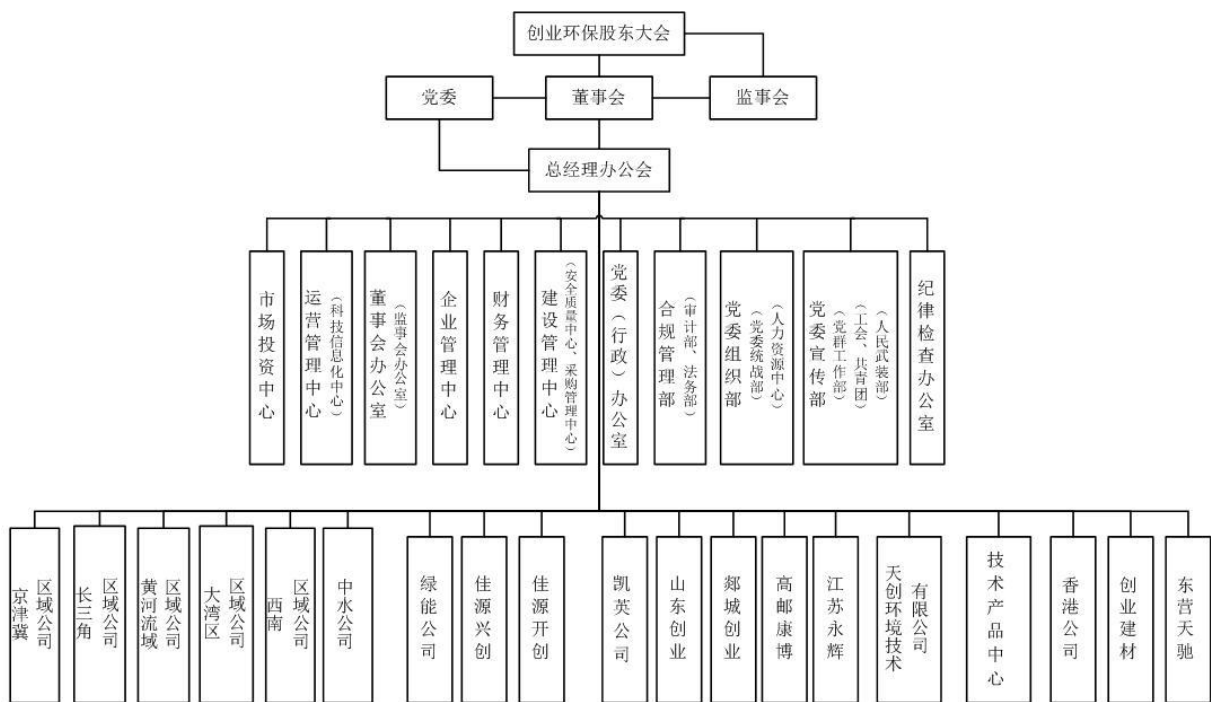 创业环保股东大会
党委
董事会
监事会
总经理办公会
市场投资中心
运营管理中心
（科技信息化中心）
董事会办公室
（监事会办公室）
企业管理中心
财务管理中心
建设管理中心
（安全质量中心、采购管理中心）
党委（行政）办公室
合规管理部
（审计部、法务部）
党委组织部
（党委统战部）
（人力资源中心）
党委宣传部
（党群工作部）
（工会、共青团）
（人民武装部）
纪律检查办公室
京津冀
区域公司
长三角
区域公司
黄河流域
区域公司
大湾区
区域公司
西南
区域公司
中水公司
绿能公司
佳源兴创
佳源开创
凯英公司
山东创业
郯城创业
高邮康博
江苏永辉
天创环境技术
有限公司
技术产品中心
香港公司
创业建材
东营天驰